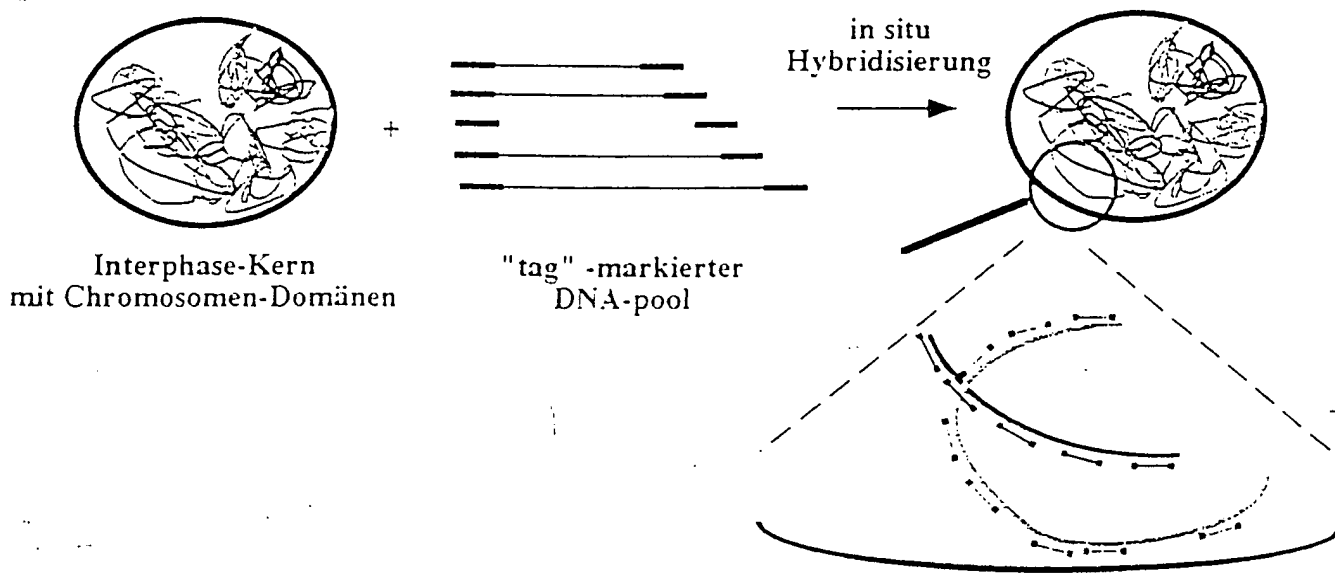 in situ
Hybridisierung
+
Interphase-Kern
mit Chromosomen-Domänen
"tag" -markierter
DNA-pool